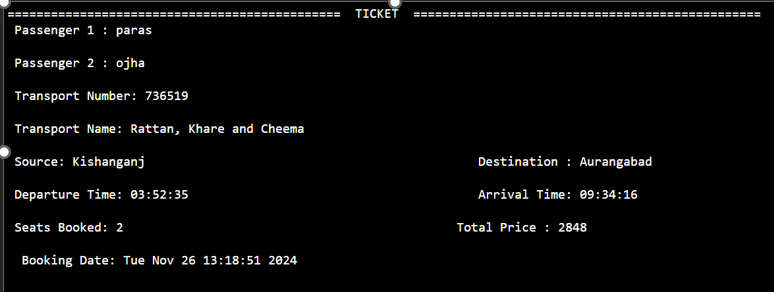 ============================================== TICKET ================================================
Passenger 1 : paras
Passenger 2 : ojha
Transport Number: 736519
Transport Name: Rattan, Khare and Cheema
Source: Kishanganj Destination : Aurangabad
Departure Time: 03:52:35 Arrival Time: 09:34:16
Seats Booked: 2 Total Price : 2848
Booking Date: Tue Nov 26 13:18:51 2024